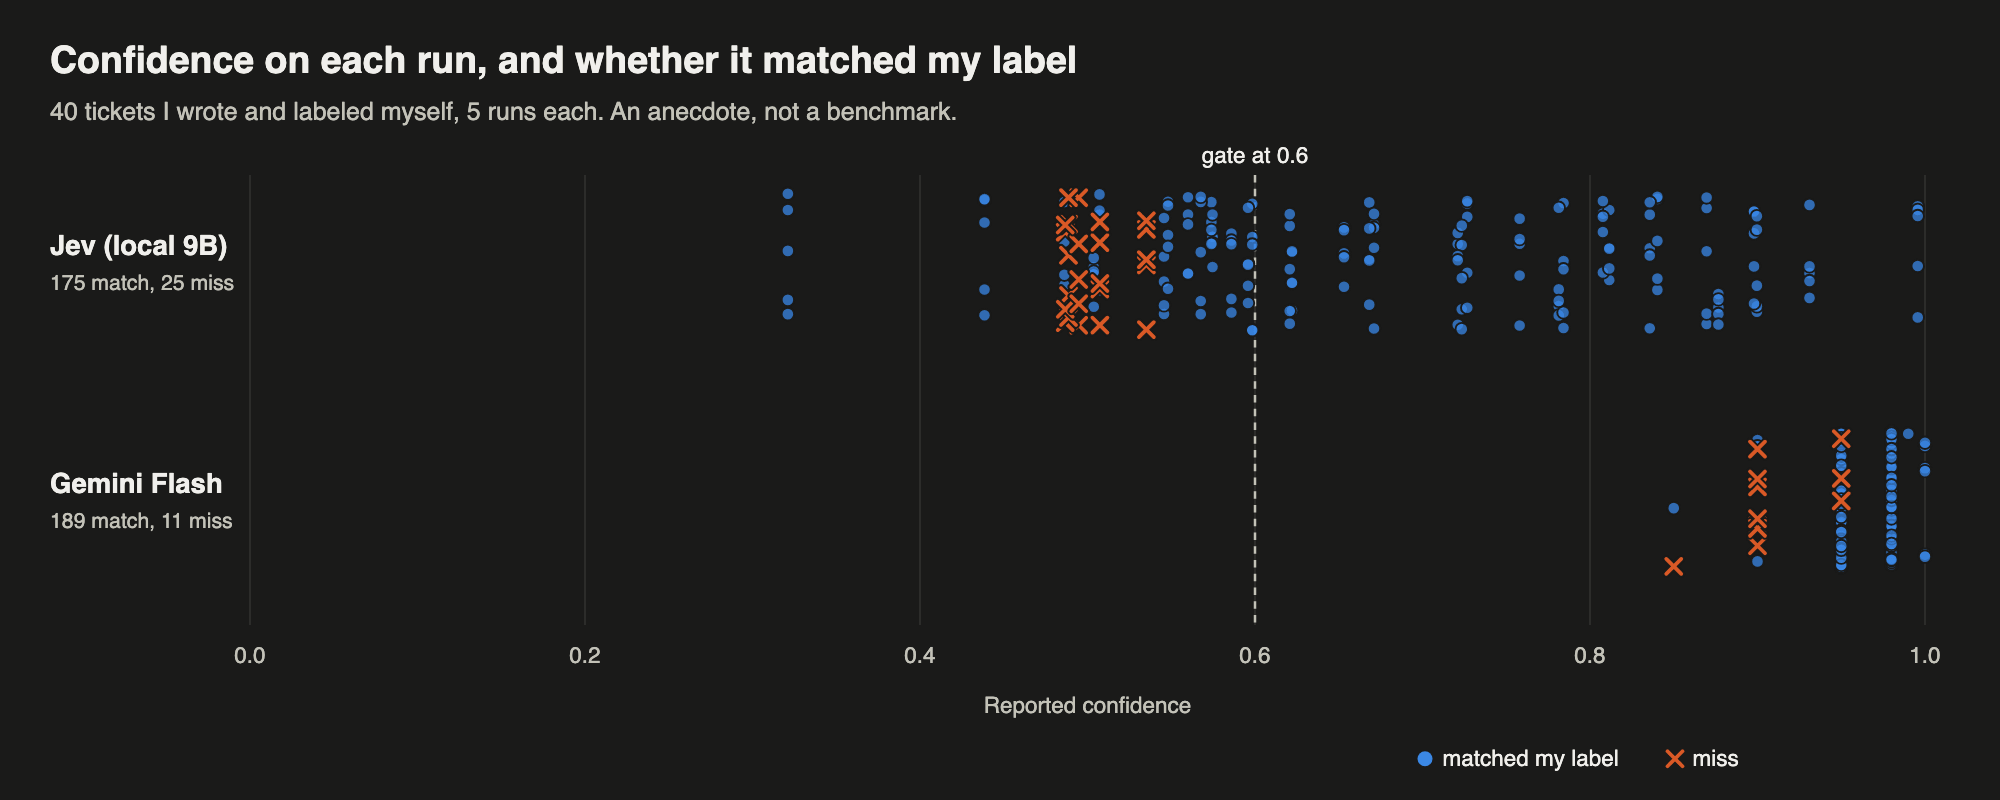 Confidence on each run, and whether it matched my label
40 tickets I wrote and labeled myself, 5 runs each. An anecdote, not a benchmark.
gate at 0.6
Jev (local 9B)
175 match, 25 miss
Gemini Flash
189 match, 11 miss
0.0 0.2 0.4 0.6 0.8 1.0
Reported confidence
matched my label miss